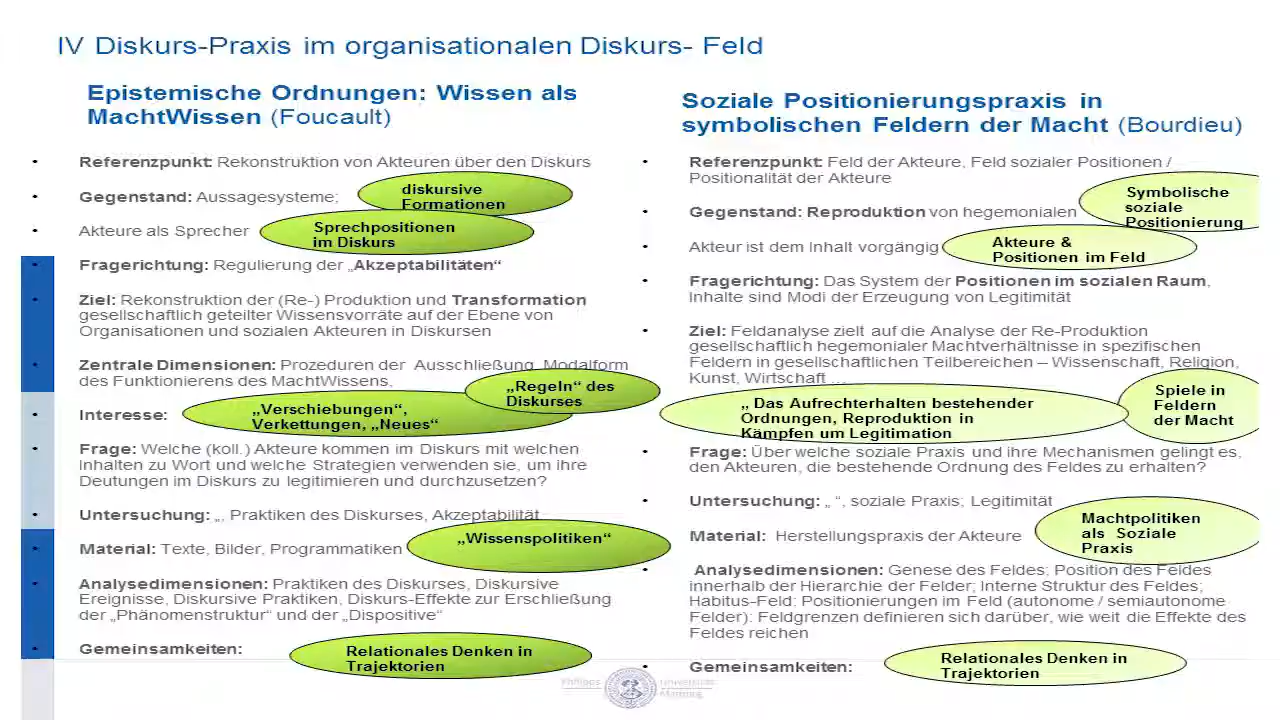 IV Diskurs-Praxis im organisationalen Diskurs- Feld
Epistemische Ordnungen: Wissen als
MachtWissen (Foucault)
• Referenzpunkt: Rekonstruktion von Akteuren über den Diskurs
• Gegenstand: Aussagesysteme;
diskursive
Formationen
• Akteure als Sprecher
Sprechpositionen
im Diskurs
• Fragerichtung: Regulierung der „Akzeptabilitäten“
• Ziel: Rekonstruktion der (Re-) Produktion und Transformation
gesellschaftlich geteilter Wissensvorräte auf der Ebene von
Organisationen und sozialen Akteuren in Diskursen
• Zentrale Dimensionen: Prozeduren der Ausschließung, Modalform
des Funktionierens des MachtWissens,
„Regeln“ des
Diskurses
• Interesse:
„Verschiebungen“,
Verkettungen, „Neues“
• Frage: Welche (koll.) Akteure kommen im Diskurs mit welchen
Inhalten zu Wort und welche Strategien verwenden sie, um ihre
Deutungen im Diskurs zu legitimieren und durchzusetzen?
• Untersuchung: „, Praktiken des Diskurses, Akzeptabilität
• Material: Texte, Bilder, Programmatiken
„Wissenspolitiken“
• Analysedimensionen: Praktiken des Diskurses, Diskursive
Ereignisse, Diskursive Praktiken, Diskurs-Effekte zur Erschließung
der „Phänomenstruktur“ und der „Dispositive“
• Gemeinsamkeiten:
Relationales Denken in
Trajektorien
Soziale Positionierungspraxis in
symbolischen Feldern der Macht (Bourdieu)
• Referenzpunkt: Feld der Akteure, Feld sozialer Positionen /
Positionalität der Akteure
• Gegenstand: Reproduktion von hegemonialen
Symbolische
soziale
Positionierung
• Akteur ist dem Inhalt vorgängig
Akteure &
Positionen im Feld
• Fragerichtung: Das System der Positionen im sozialen Raum,
Inhalte sind Modi der Erzeugung von Legitimität
• Ziel: Feldanalyse zielt auf die Analyse der Re-Produktion
gesellschaftlich hegemonialer Machtverhältnisse in spezifischen
Feldern in gesellschaftlichen Teilbereichen – Wissenschaft, Religion,
Kunst, Wirtschaft ...
Spiele in
Feldern
der Macht
„ Das Aufrechterhalten bestehender
Ordnungen, Reproduktion in
Kämpfen um Legitimation
• Frage: Über welche soziale Praxis und ihre Mechanismen gelingt es,
den Akteuren, die bestehende Ordnung des Feldes zu erhalten?
• Untersuchung: „ “, soziale Praxis; Legitimität
Material: Herstellungspraxis der Akteure
Machtpolitiken
als Soziale
Praxis
• Analysedimensionen: Genese des Feldes; Position des Feldes
innerhalb der Hierarchie der Felder; Interne Struktur des Feldes;
Habitus-Feld: Positionierungen im Feld (autonome / semiautonome
Felder): Feldgrenzen definieren sich darüber, wie weit die Effekte des
Feldes reichen
• Gemeinsamkeiten:
Relationales Denken in
Trajektorien
Philipps Universität
Marburg